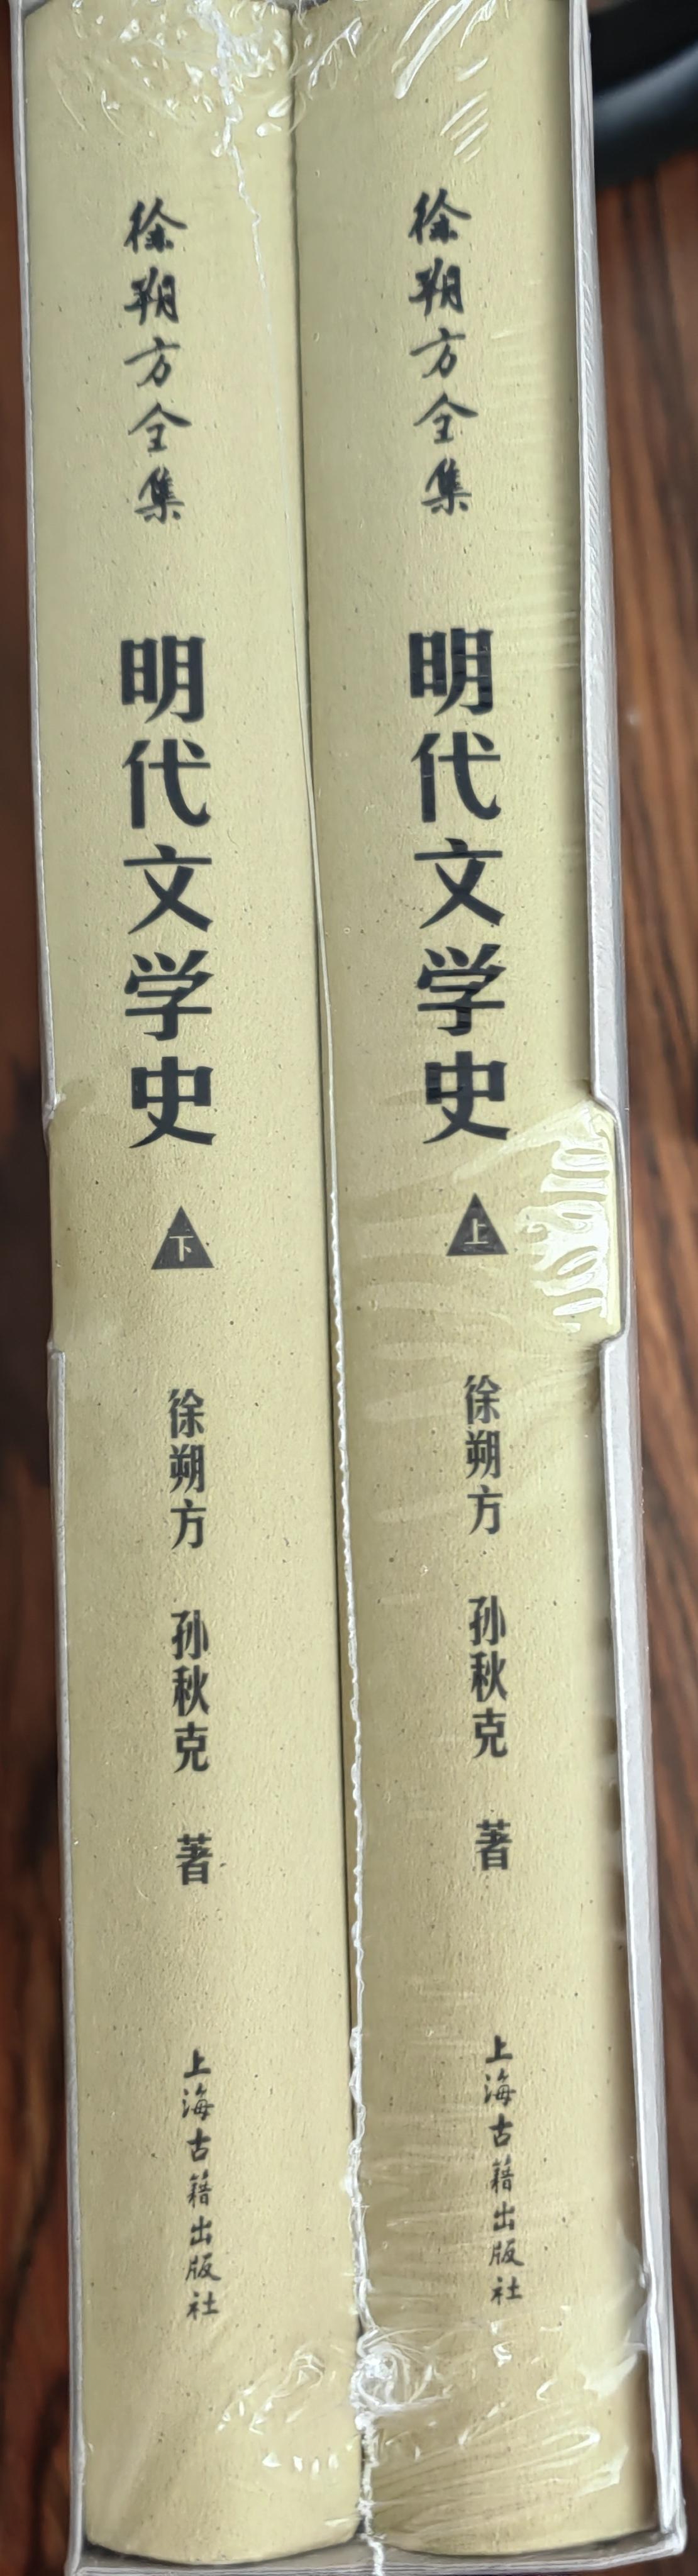 徐朔方全集
明代文学史
上
徐朔方 孙秋克 著
上海古籍出版社
徐朔方全集
明代文学史
下
徐朔方 孙秋克 著
上海古籍出版社